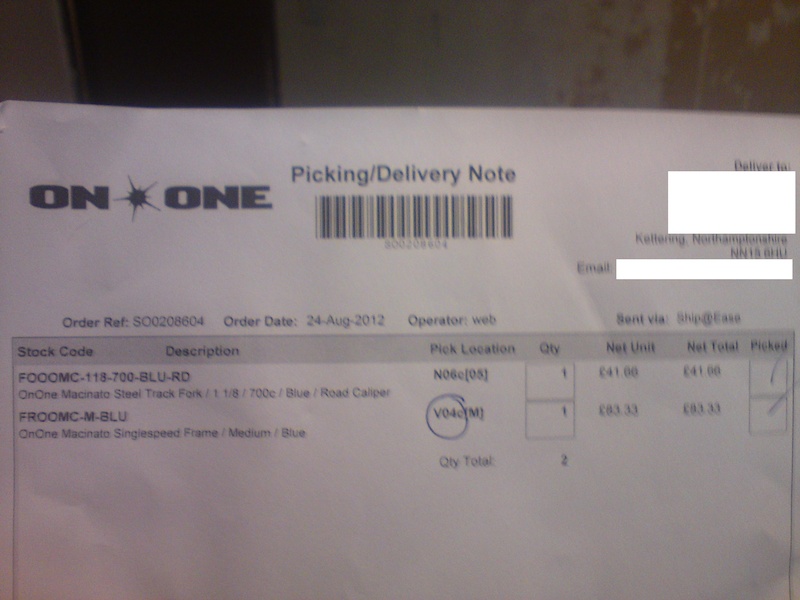 ON ONE
Picking/Delivery Note
SO0208604
Deliver to:
Kettering, Northamptonshire
NN15 6HU
Email:
Order Ref: SO0208604 Order Date: 24-Aug-2012 Operator: web Sent via: Ship@Ease
Stock Code Description Pick Location Qty Net Unit Net Total Picked
FOOOMC-118-700-BLU-RD N06c[05] 1 £41.66 £41.66
OnOne Macinato Steel Track Fork / 1 1/8 / 700c / Blue / Road Caliper
FROOMC-M-BLU V04c[M] 1 £83.33 £83.33
OnOne Macinato Singlespeed Frame / Medium / Blue
Qty Total: 2